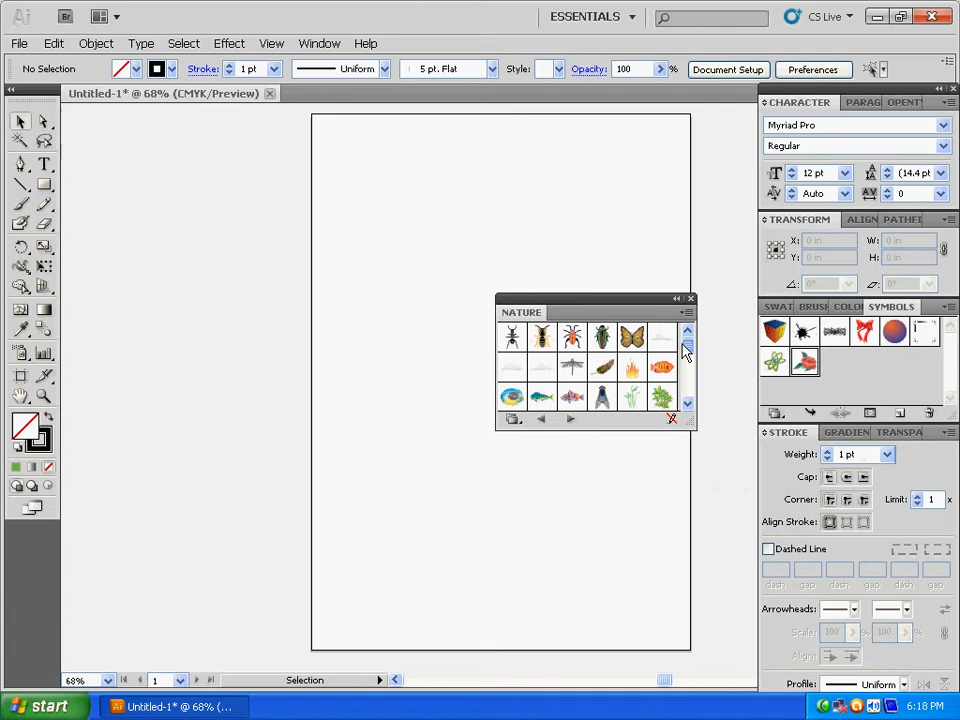 Ai Br ESSENTIALS CS Live
File Edit Object Type Select Effect View Window Help
No Selection Stroke: 1 pt Uniform 5 pt. Flat Style: Opacity: 100 % Document Setup Preferences
Untitled-1* @ 68% (CMYK/Preview)
CHARACTER PARAG OPENT
Myriad Pro
Regular
12 pt (14.4 pt
Auto 0
TRANSFORM ALIGN PATHFI
X: 0 in W: 0 in
Y: 0 in H: 0 in
0° 0°
SWAT BRUSH COLO SYMBOLS
NATURE
STROKE GRADIEN TRANSPA
Weight: 1 pt
Cap:
Corner: Limit: 1 x
Align Stroke:
Dashed Line
dash gap dash gap dash gap
Arrowheads:
Scale: 100 % 100 %
Align:
Profile: Uniform
68% 1 Selection
start Untitled-1* @ 68% (... 6:18 PM